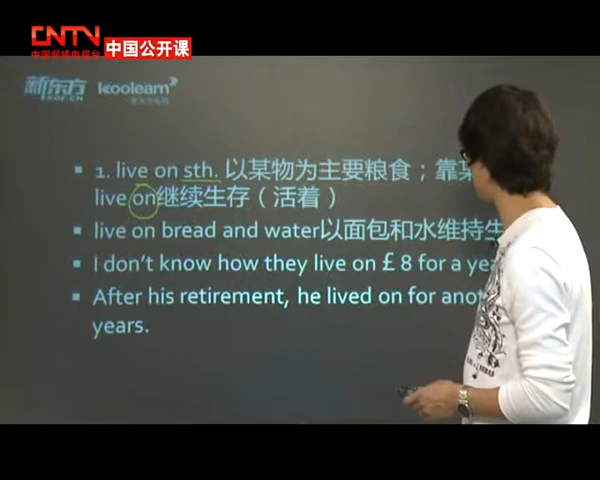 CNTV
中国网络电视台 中国公开课
新东方 koolearn
XDF.CN
1. live on sth. 以某物为主要粮食；靠某
live on继续生存（活着）
live on bread and water以面包和水维持生
I don't know how they live on £8 for a
After his retirement, he lived on for
years.